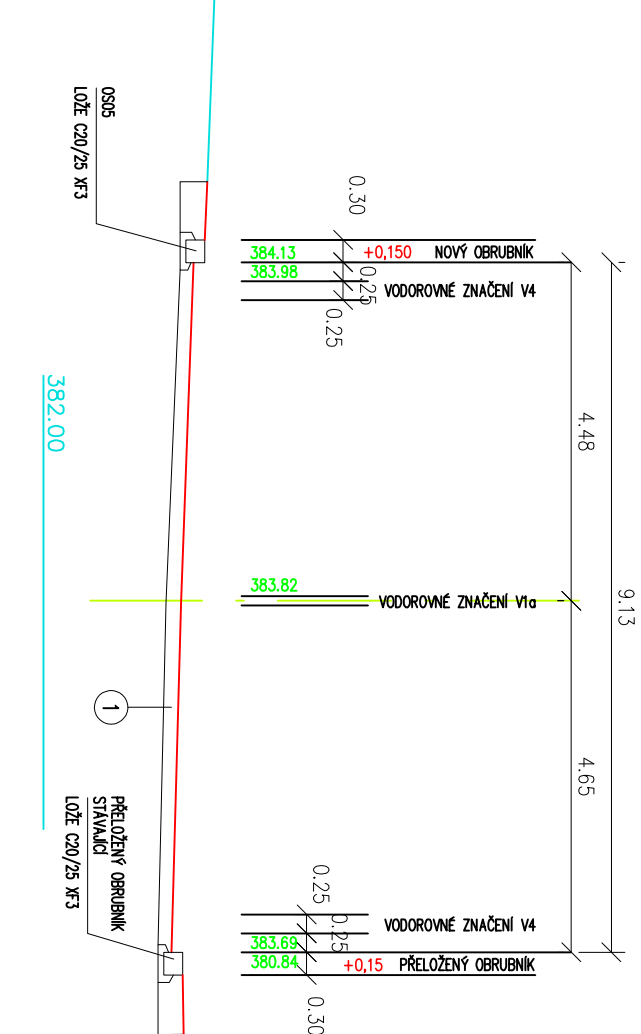 OS05
LOŽE C20/25 XF3
0.30
384.13 +0,150 NOVÝ OBRUBNÍK
383.98
0.25
VODOROVNÉ ZNAČENÍ V4
0.25
382.00
4.48
9.13
383.82
VODOROVNÉ ZNAČENÍ V1a
1
4.65
PŘELOŽENÝ OBRUBNÍK
STÁVAJÍCÍ
LOŽE C20/25 XF3
0.25
0.25
VODOROVNÉ ZNAČENÍ V4
383.69
380.84 +0,15 PŘELOŽENÝ OBRUBNÍK
0.30